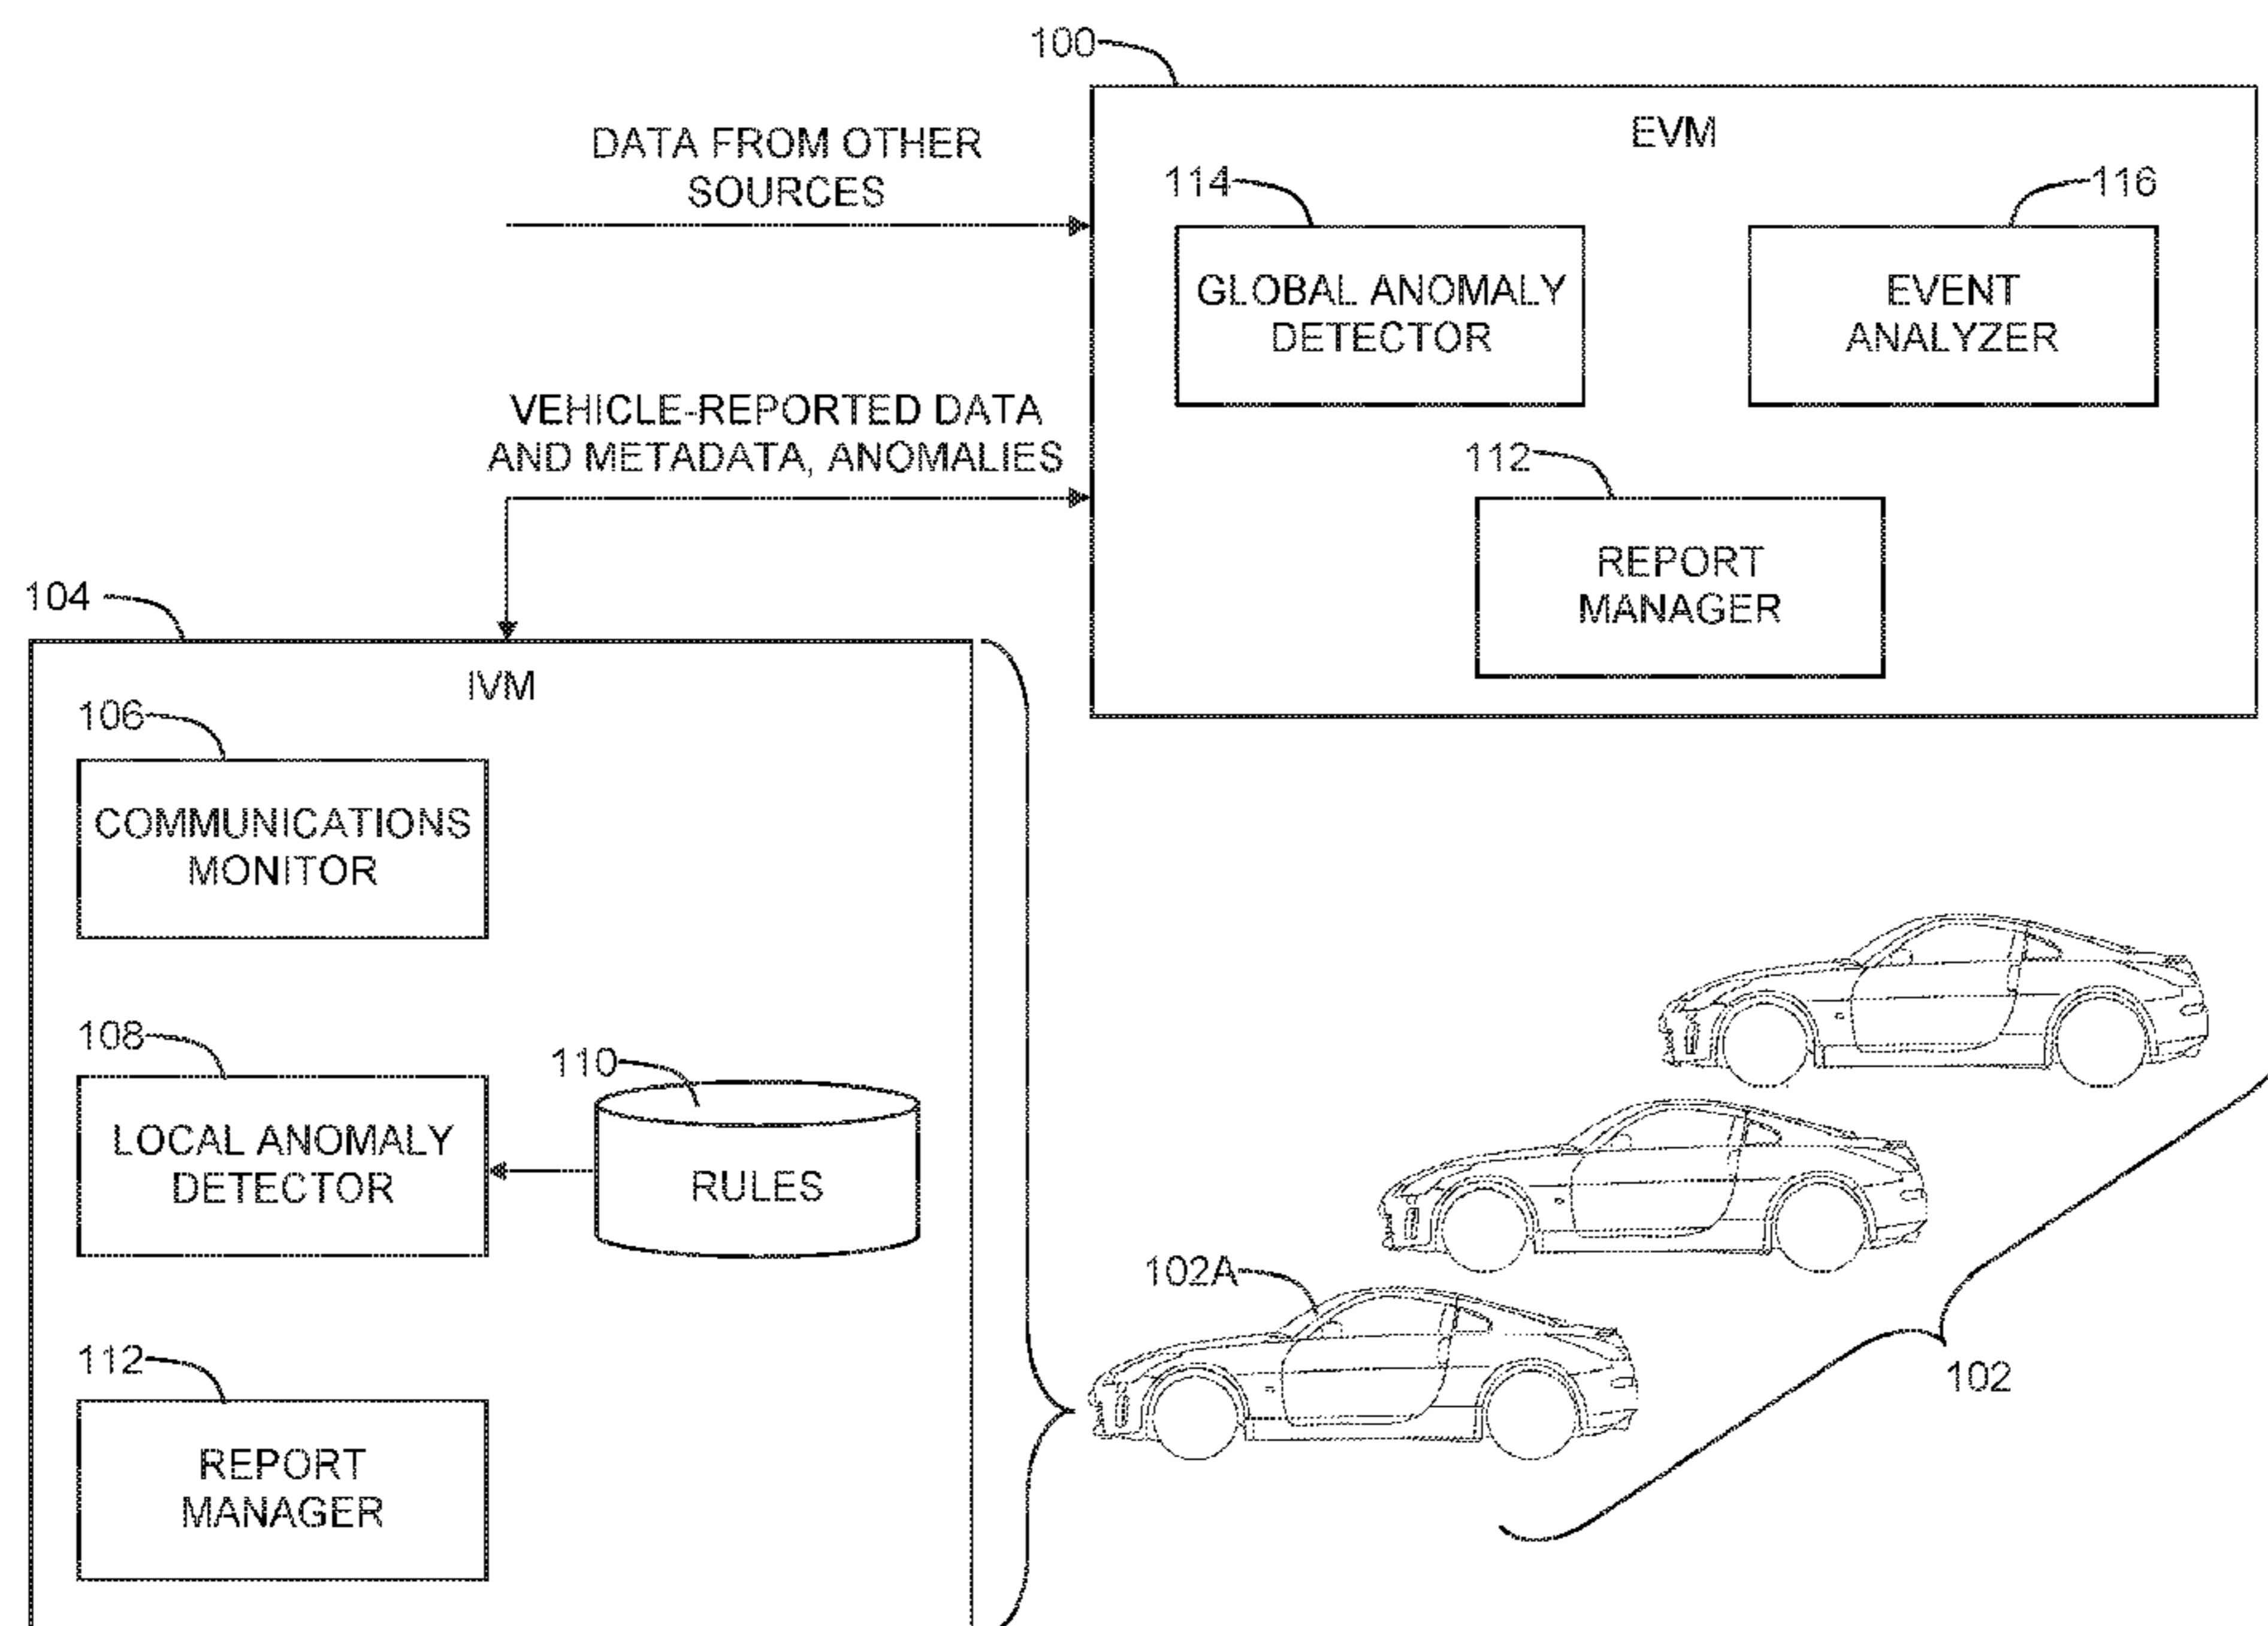 100
EVM
DATA FROM OTHER
SOURCES
114
116
GLOBAL ANOMALY
DETECTOR
EVENT
ANALYZER
VEHICLE-REPORTED DATA
AND METADATA, ANOMALIES
112
REPORT
MANAGER
104
IVM
106
COMMUNICATIONS
MONITOR
108
110
LOCAL ANOMALY
DETECTOR
RULES
102A
102
112
REPORT
MANAGER